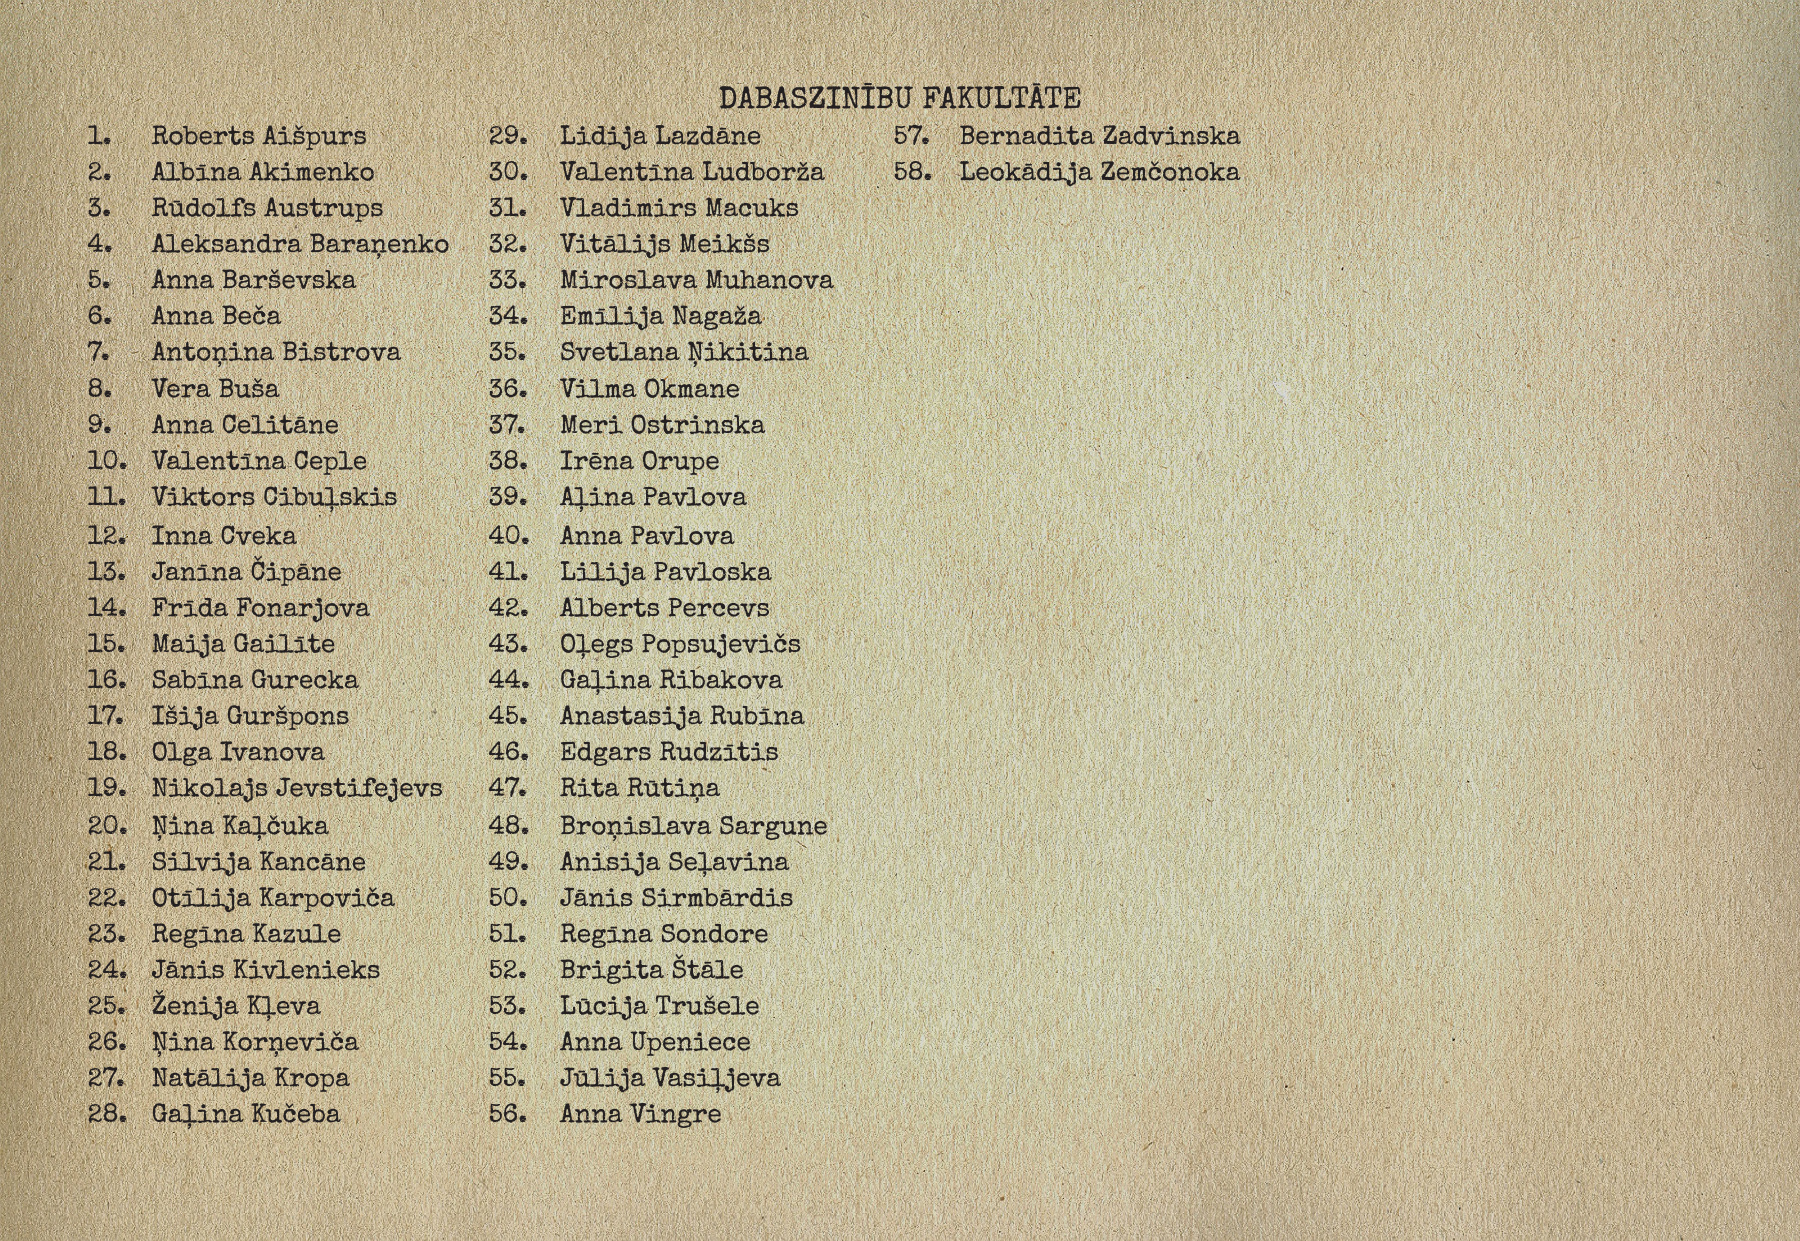 DABASZINĪBU FAKULTĀTE
1. Roberts Aišpurs
2. Albīna Akimenko
3. Rūdolfs Austrups
4. Aleksandra Baraņenko
5. Anna Barševska
6. Anna Beča
7. Antoņina Bistrova
8. Vera Buša
9. Anna Celitāne
10. Valentīna Ceple
11. Viktors Cibuļskis
12. Inna Cveka
13. Janīna Čipāne
14. Frīda Fonarjova
15. Maija Gailīte
16. Sabīna Gurecka
17. Išija Guršpons
18. Olga Ivanova
19. Nikolajs Jevstifejevs
20. Ņina Kaļčuka
21. Silvija Kancāne
22. Otīlija Karpoviča
23. Regīna Kazule
24. Jānis Kivlenieks
25. Ženija Kļeva
26. Ņina Korņeviča
27. Natālija Kropa
28. Gaļina Kučeba
29. Lidija Lazdāne
30. Valentīna Ludborža
31. Vladimirs Macuks
32. Vitālijs Meikšs
33. Miroslava Muhanova
34. Emīlija Nagaža
35. Svetlana Ņikitina
36. Vilma Okmane
37. Meri Ostrinska
38. Irēna Orupe
39. Aļina Pavlova
40. Anna Pavlova
41. Lilija Pavloska
42. Alberts Percevs
43. Oļegs Popsujevičs
44. Gaļina Ribakova
45. Anastasija Rubīna
46. Edgars Rudzītis
47. Rita Rūtiņa
48. Broņislava Sargune
49. Anisija Seļavina
50. Jānis Sirmbārdis
51. Regīna Sondore
52. Brigita Štāle
53. Lūcija Trušele
54. Anna Upeniece
55. Jūlija Vasiļjeva
56. Anna Vingre
57. Bernadita Zadvinska
58. Leokādija Zemčonoka